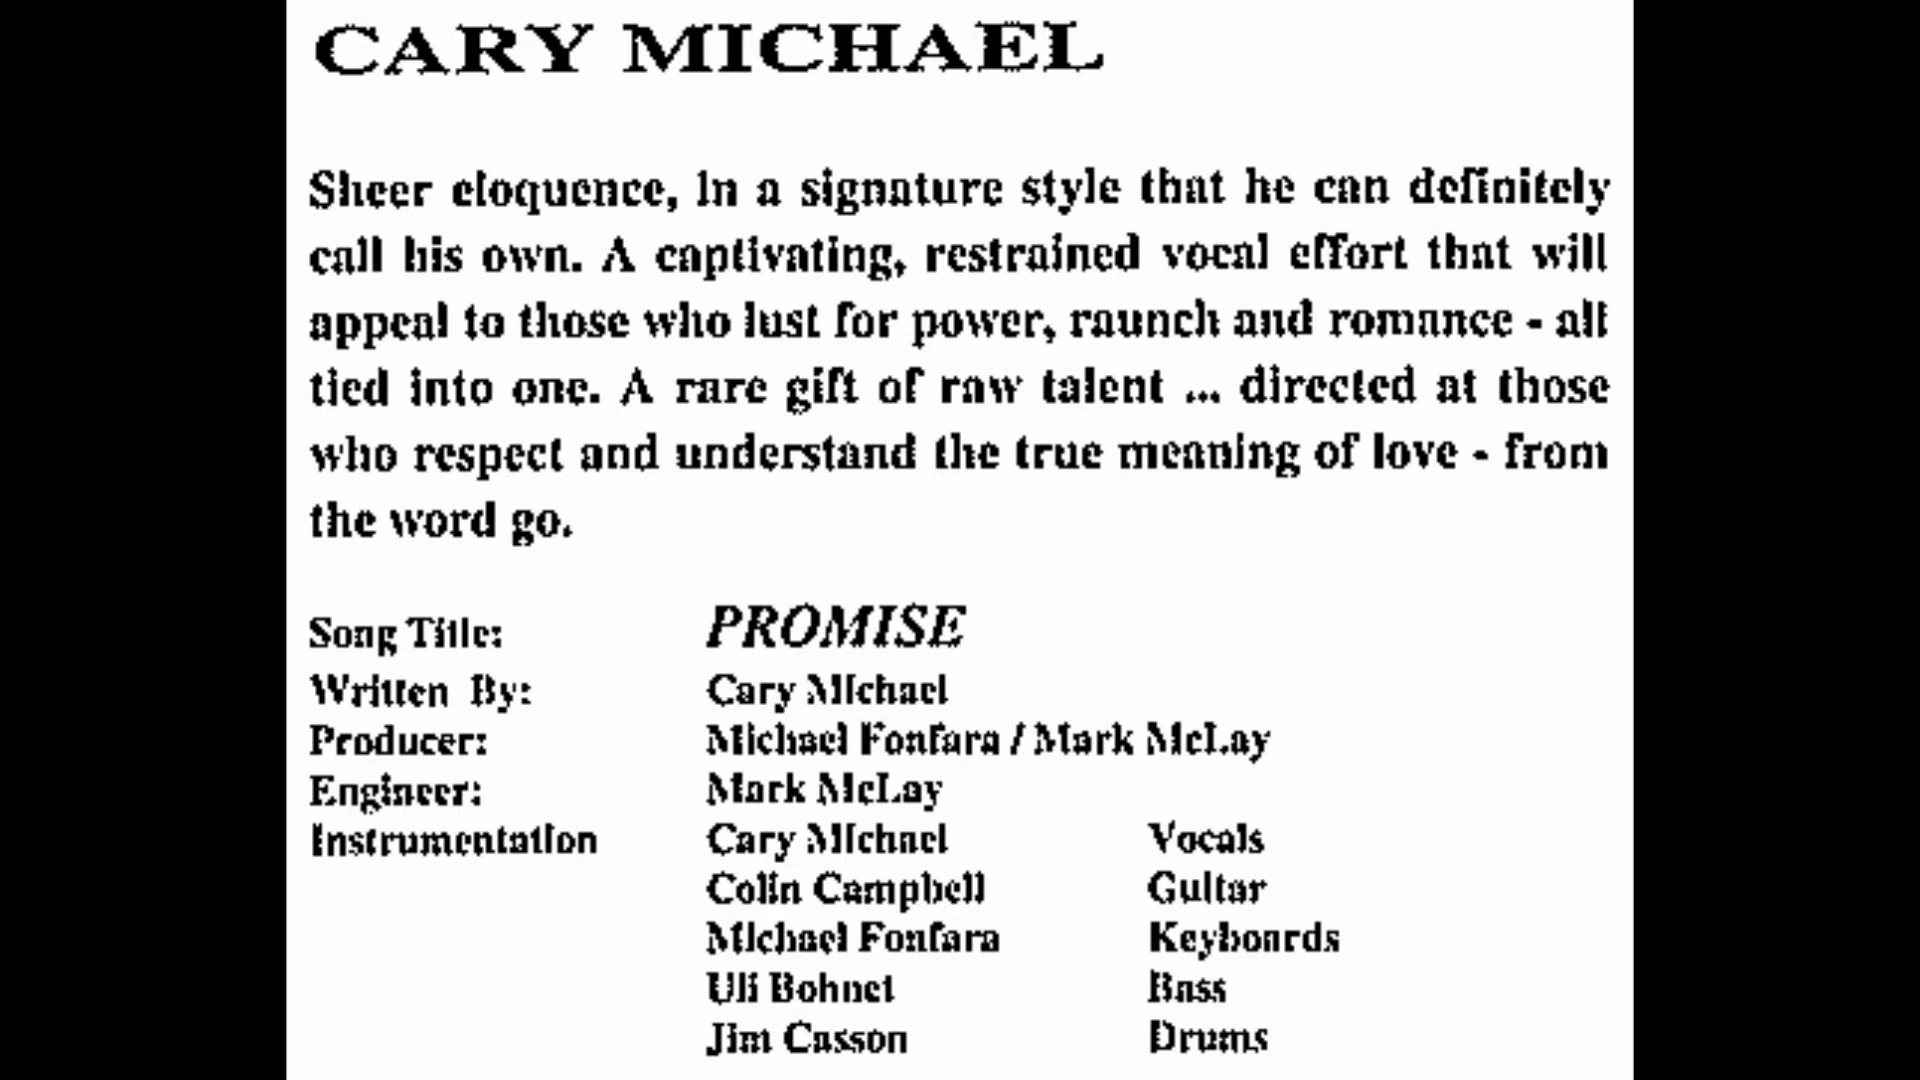 CARY MICHAEL
Sheer eloquence, in a signature style that he can definitely
call his own. A captivating, restrained vocal effort that will
appeal to those who lust for power, raunch and romance - all
tied into one. A rare gift of raw talent ... directed at those
who respect and understand the true meaning of love - from
the word go.
Song Title: PROMISE
Written By: Cary Michael
Producer: Michael Fonfara / Mark McLay
Engineer: Mark McLay
Instrumentation Cary Michael Vocals
Colin Campbell Guitar
Michael Fonfara Keyboards
Uli Bohnet Bass
Jim Casson Drums